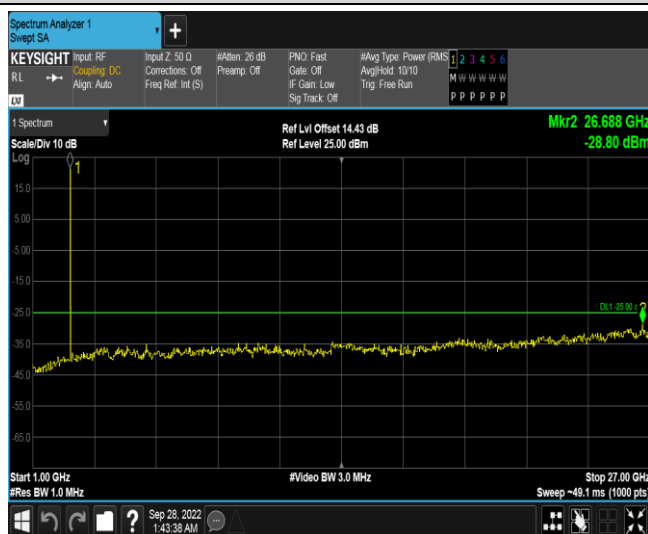 Spectrum Analyzer 1
Swept SA
+
KEYSIGHT
RL
LXI
Input: RF
Coupling: DC
Align: Auto
Input Z: 50 Ω
Corrections: Off
Freq Ref: Int (S)
#Atten: 26 dB
Preamp: Off
PNO: Fast
Gate: Off
IF Gain: Low
Sig Track: Off
#Avg Type: Power (RMS
Avg|Hold: 10/10
Trig: Free Run
1 2 3 4 5 6
M W W W W W
P P P P P P
1 Spectrum
Scale/Div 10 dB
Ref Lvl Offset 14.43 dB
Ref Level 25.00 dBm
Mkr2 26.688 GHz
-28.80 dBm
Log
1
15.0
5.00
-5.00
-15.0
-25.0
DL1 -25.00
-35.0
-45.0
-55.0
-65.0
Start 1.00 GHz
#Res BW 1.0 MHz
#Video BW 3.0 MHz
Stop 27.00 GHz
Sweep ~49.1 ms (1000 pts)
?
Sep 28, 2022
1:43:38 AM